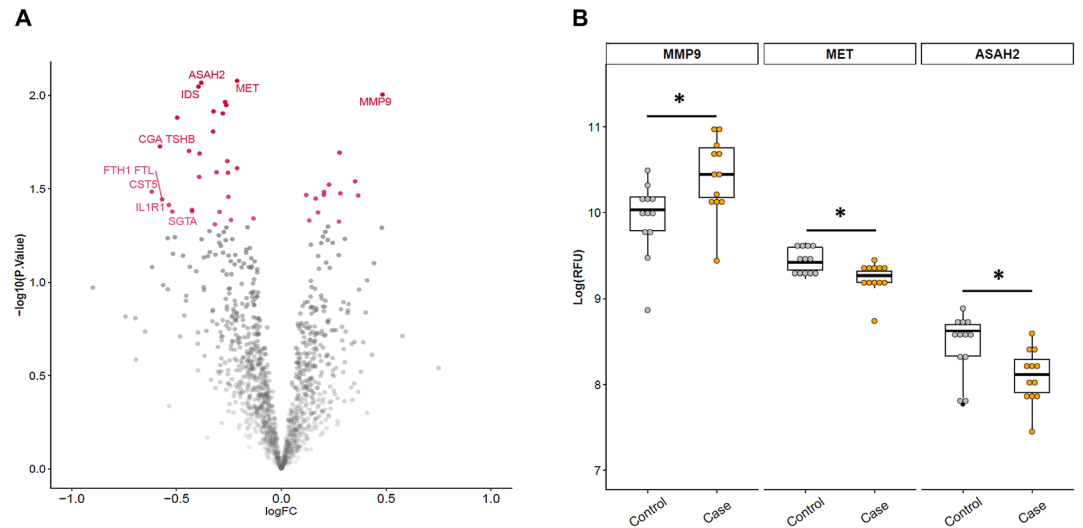 A
B
ASAH2
MET
IDS
MMP9
CGA TSHB
FTH1 FTL
CST5
IL1R1
SGTA
2.0
1.5
1.0
0.5
0.0
−log10(P.Value)
−1.0
−0.5
0.0
0.5
1.0
logFC
MMP9
MET
ASAH2
*
*
*
11
10
9
8
7
Log(RFU)
Control
Case
Control
Case
Control
Case